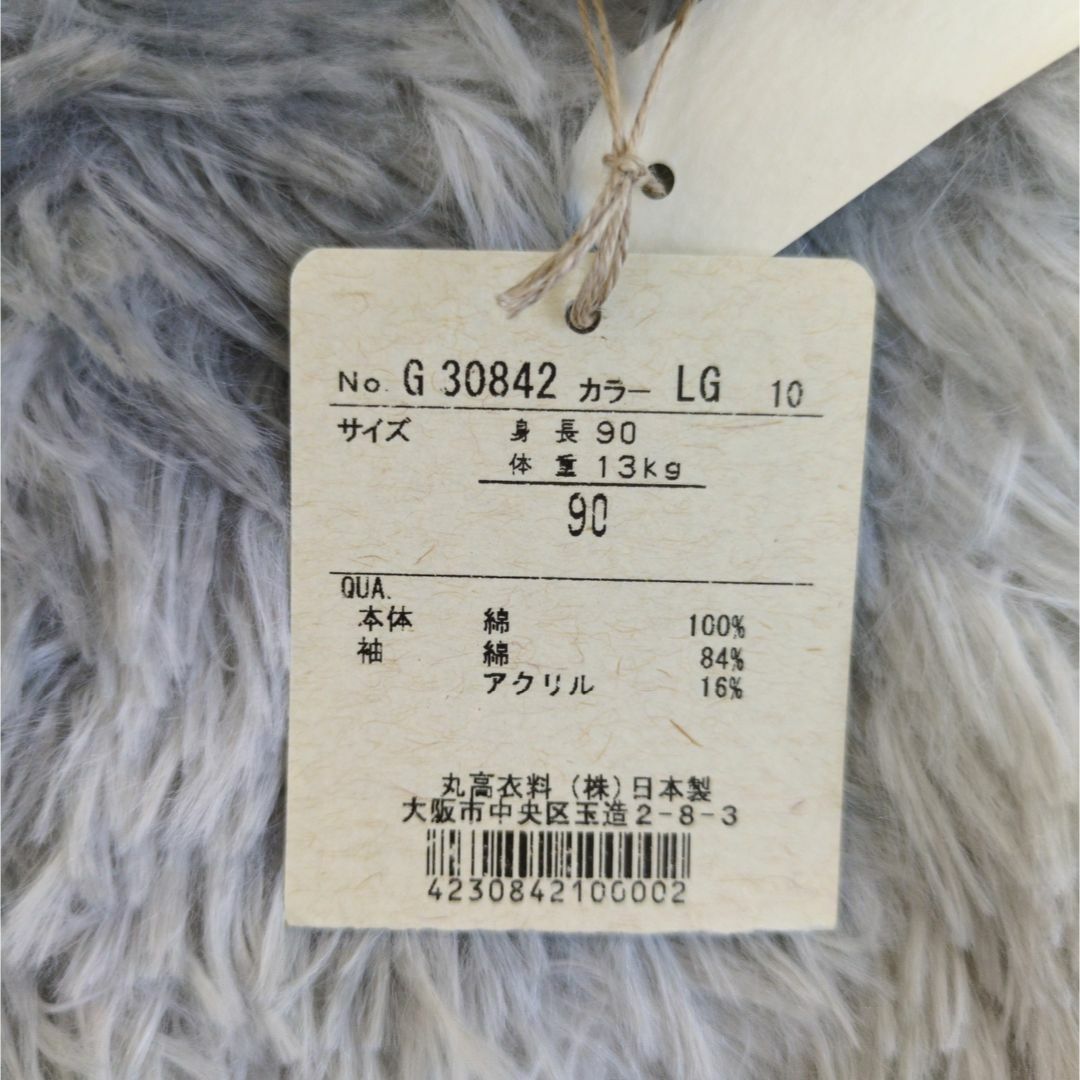 No. G 30842 カラー LG 10
サイズ 身長 90
体重 13kg
90
QUA.
本体 綿 100%
袖 綿 84%
アクリル 16%
丸高衣料 (株) 日本製
大阪市中央区玉造2-8-3
4230842100002